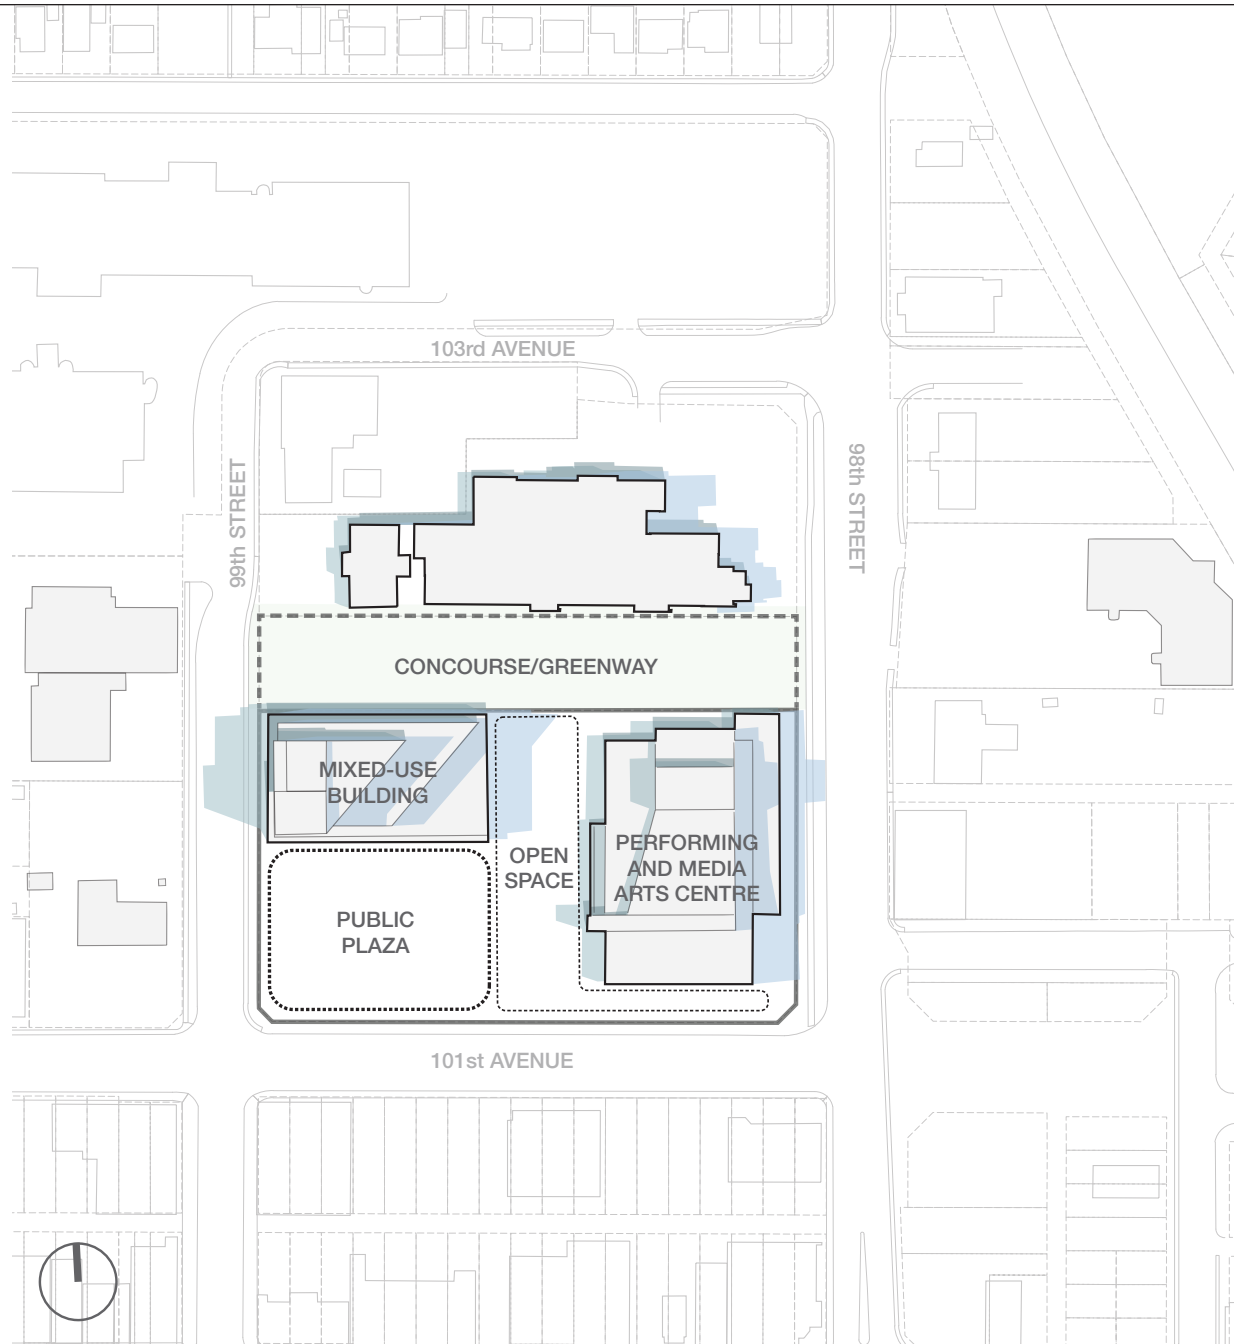 103rd AVENUE
99th STREET
98th STREET
CONCOURSE/GREENWAY
MIXED-USE
BUILDING
OPEN
SPACE
PERFORMING
AND MEDIA
ARTS CENTRE
PUBLIC
PLAZA
101st AVENUE